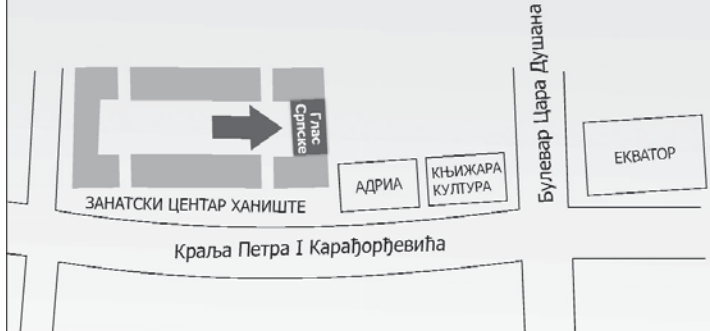 Булевар Цара Душана
Глас
Српске
АДРИА
КЊИЖАРА
КУЛТУРА
ЕКВАТОР
ЗАНАТСКИ ЦЕНТАР ХАНИШТЕ
Краља Петра I Карађорђевића